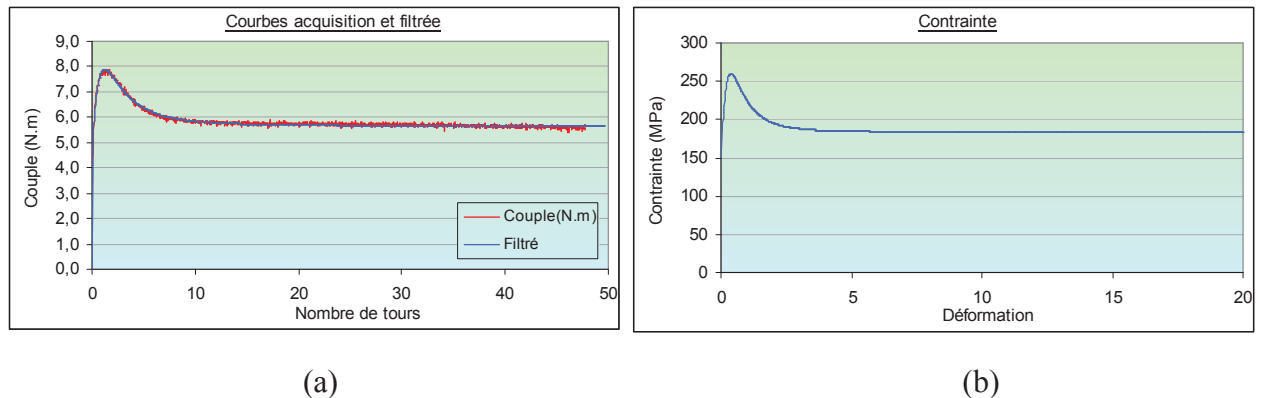 Courbes acquisition et filtrée
9,0
8,0
7,0
6,0
5,0
4,0
3,0
2,0
1,0
0,0
Couple (N.m)
Couple(N.m)
Filtré
0 10 20 30 40 50
Nombre de tours
(a)
Contrainte
300
250
200
150
100
50
0
Contrainte (MPa)
0 5 10 15 20
Déformation
(b)